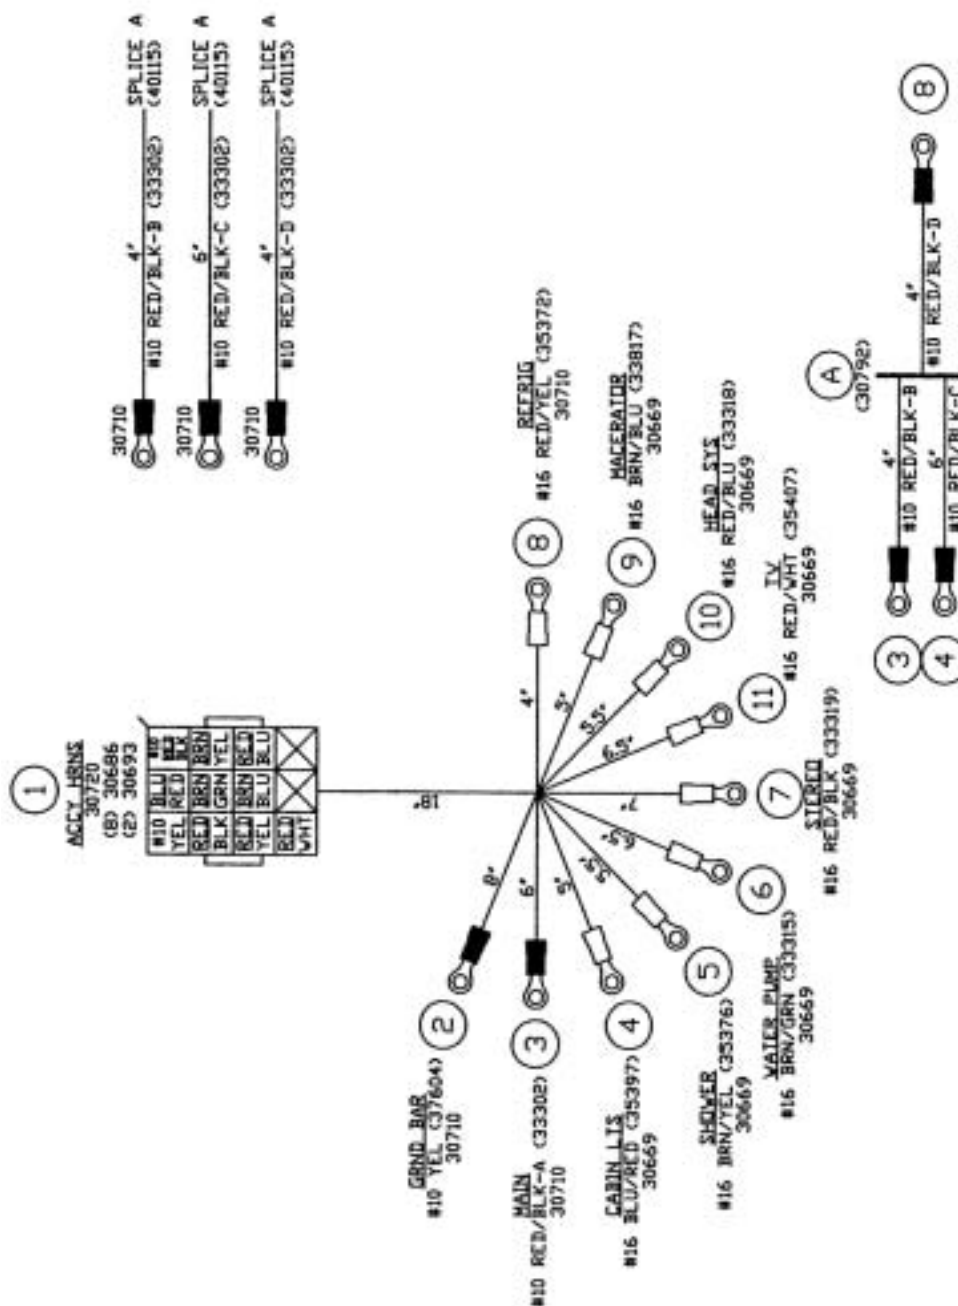 1
ACCY HRNS
30720
(8) 30686
(2) 30693
#10 BLU #10
YEL RED RED BLK
RED BRN BRN
BLK GRN YEL
RED BRN RED
YEL BLU BLU
RED
WHT
18"
2
GRND BAR
#10 YEL (37604)
30710
8"
3
MAIN
#10 RED/BLK-A (33302)
30710
6"
4
CABIN LTS
#16 BLU/RED (35397)
30669
5"
5
SHOWER
#16 BRN/YEL (35376)
30669
5.5"
6
WATER PUMP
#16 BRN/GRN (33315)
30669
6.5"
7
STEREO
#16 RED/BLK (33319)
30669
7"
11
TV
#16 RED/WHT (35407)
30669
6.5"
10
HEAD SYS
#16 RED/BLU (33318)
30669
5.5"
9
MACERATOR
#16 BRN/BLU (33817)
30669
5"
8
REFRIG
#16 RED/YEL (35372)
30710
4"
30710
4"
#10 RED/BLK-B (33302)
SPLICE A
(40115)
30710
6"
#10 RED/BLK-C (33302)
SPLICE A
(40115)
30710
4"
#10 RED/BLK-D (33302)
SPLICE A
(40115)
A
(30792)
3
4"
#10 RED/BLK-B
4
6"
#10 RED/BLK-C
4"
#10 RED/BLK-D
8